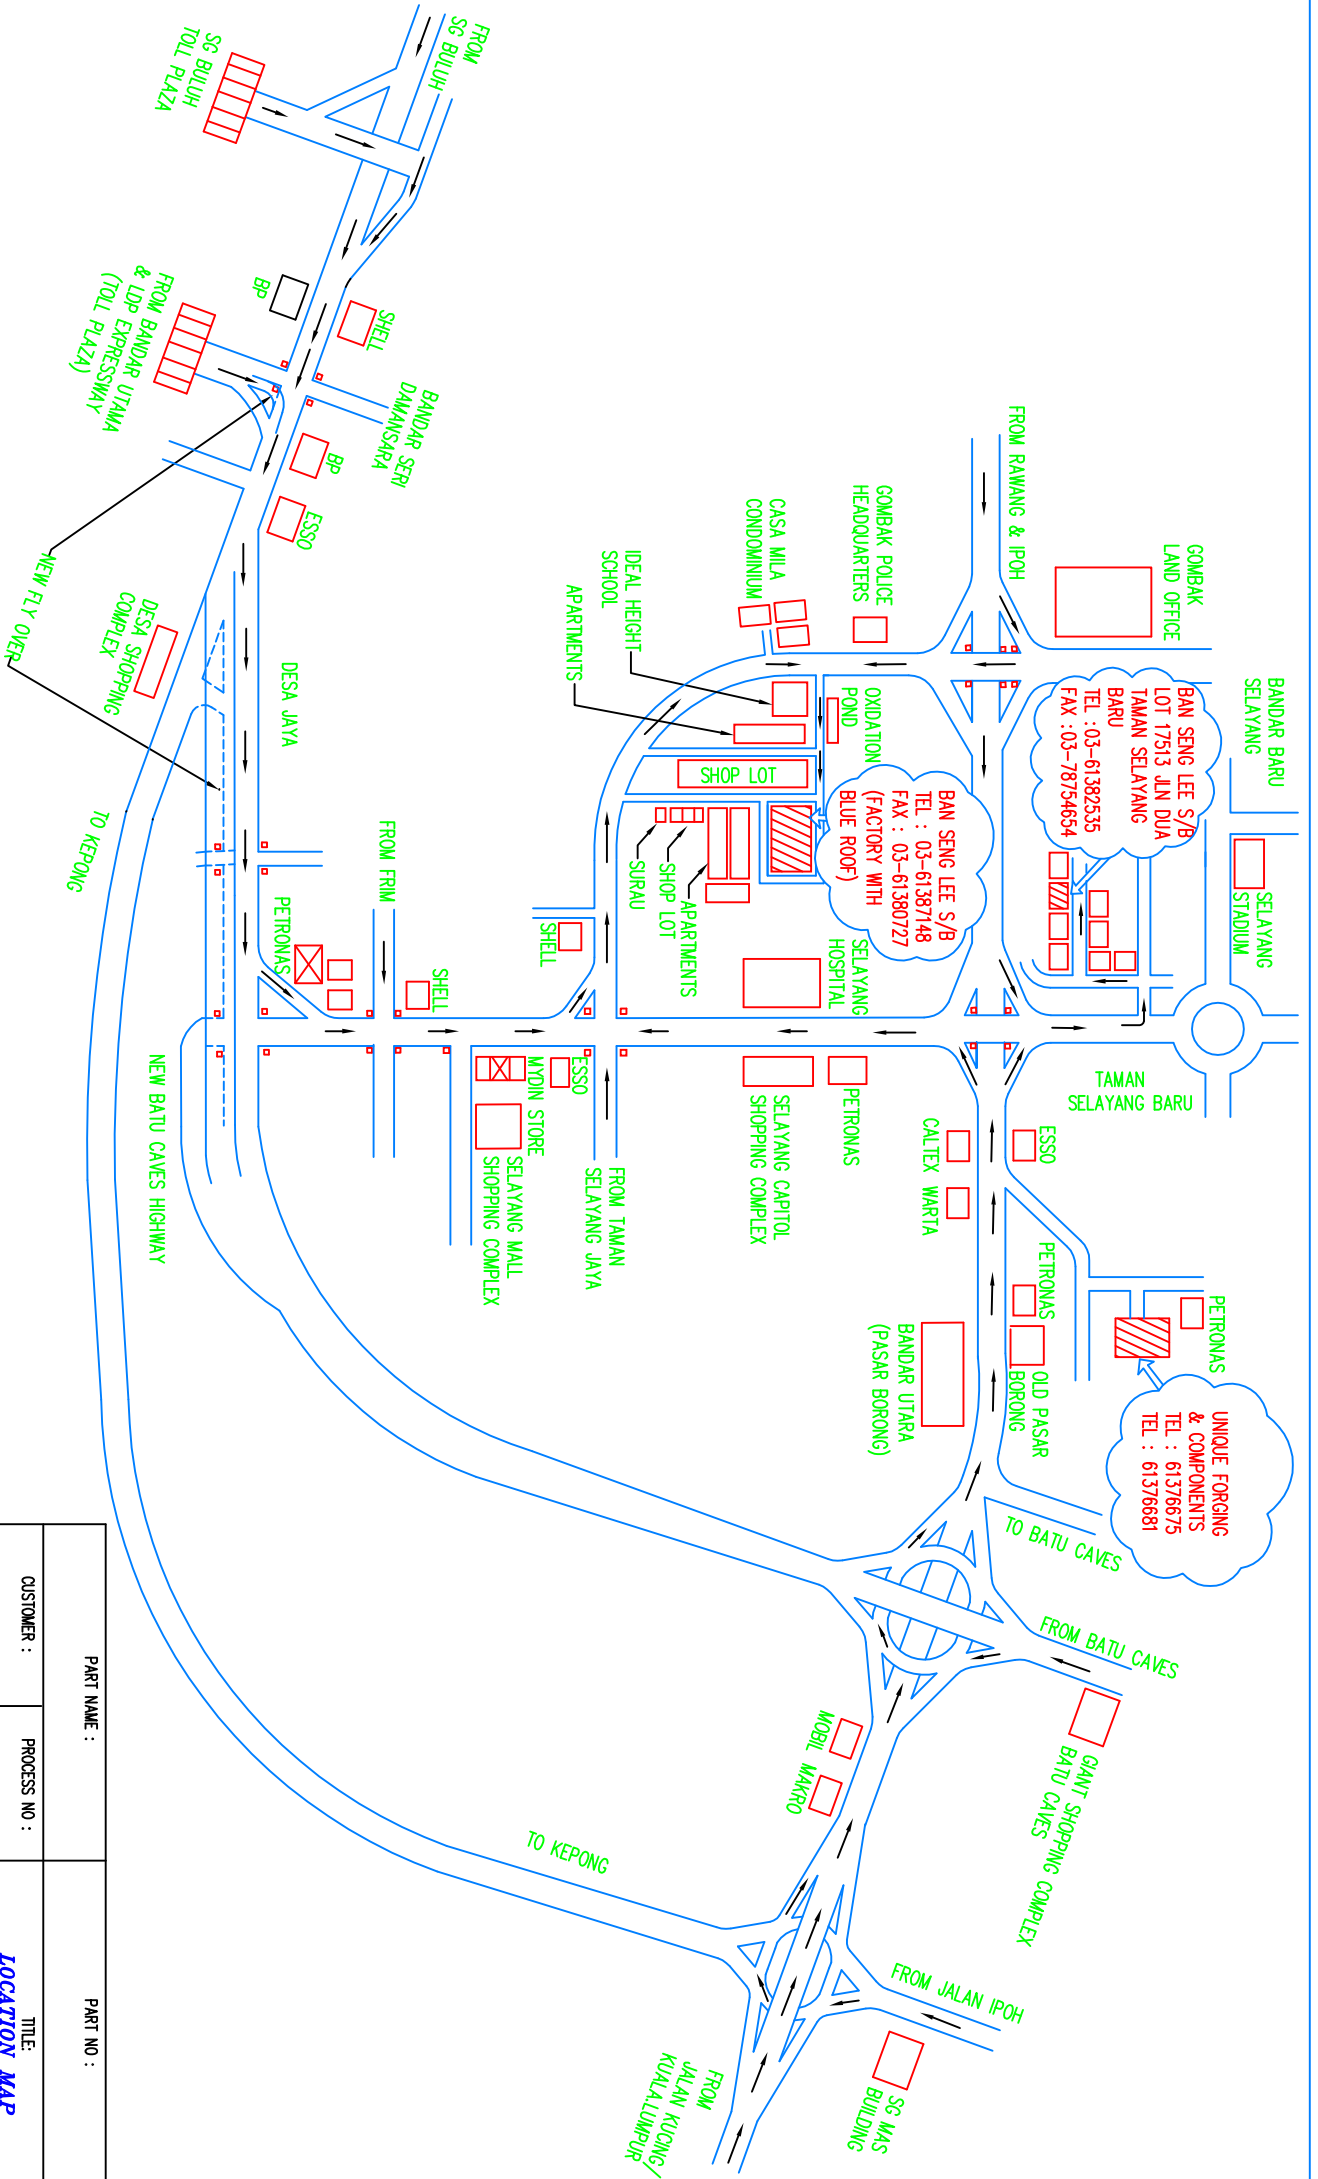 FROM
SG BULUH
SG BULUH
TOLL PLAZA
BP
SHELL
FROM BANDAR UTAMA
& LDP EXPRESSWAY
(TOLL PLAZA)
BANDAR SERI
DAMANSARA
BP
ESSO
NEW FLY OVER
DESA SHOPPING
COMPLEX
DESA JAYA
TO KEPONG
FROM RAWANG & IPOH
GOMBAK
LAND OFFICE
GOMBAK POLICE
HEADQUARTERS
CASA MILA
CONDOMINIUM
IDEAL HEIGHT
SCHOOL
APARTMENTS
OXIDATION
POND
SHOP LOT
BANDAR BARU
SELAYANG
BAN SENG LEE S/B
LOT 17513 JLN DUA
TAMAN SELAYANG
BARU
TEL :03-61382535
FAX :03-78754654
BAN SENG LEE S/B
TEL : 03-61387148
FAX : 03-61380727
(FACTORY WITH
BLUE ROOF)
SELAYANG
STADIUM
SURAU
SHOP LOT
APARTMENTS
FROM FRIM
PETRONAS
SHELL
SHELL
SELAYANG
HOSPITAL
TAMAN
SELAYANG BARU
NEW BATU CAVES HIGHWAY
ESSO
MYDIN STORE
SELAYANG MALL
SHOPPING COMPLEX
FROM TAMAN
SELAYANG JAYA
SELAYANG CAPITOL
SHOPPING COMPLEX
PETRONAS
CALTEX
WARTA
ESSO
PETRONAS
PETRONAS
BANDAR UTARA
(PASAR BORONG)
OLD PASAR
BORONG
UNIQUE FORGING
& COMPONENTS
TEL : 61376675
TEL : 61376681
TO BATU CAVES
FROM BATU CAVES
GIANT SHOPPING COMPLEX
BATU CAVES
MOBIL
MAKRO
TO KEPONG
FROM JALAN IPOH
SG MAS
BUILDING
FROM
JALAN KUCING/
KUALA.LUMPUR
PART NAME :
PART NO :
CUSTOMER :
PROCESS NO :
TITLE:
LOCATION MAP